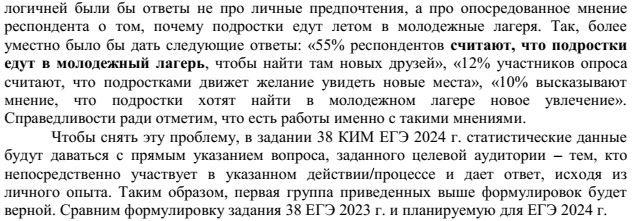 логичней были бы ответы не про личные предпочтения, а про опосредованное мнение
респондента о том, почему подростки едут летом в молодежные лагеря. Так, более
уместно было бы дать следующие ответы: «55% респондентов считают, что подростки
едут в молодежный лагерь, чтобы найти там новых друзей», «12% участников опроса
считают, что подростками движет желание увидеть новые места», «10% высказывают
мнение, что подростки хотят найти в молодежном лагере новое увлечение».
Справедливости ради отметим, что есть работы именно с такими мнениями.
Чтобы снять эту проблему, в задании 38 КИМ ЕГЭ 2024 г. статистические данные
будут даваться с прямым указанием вопроса, заданного целевой аудитории – тем, кто
непосредственно участвует в указанном действии/процессе и дает ответ, исходя из
личного опыта. Таким образом, первая группа приведенных выше формулировок будет
верной. Сравним формулировку задания 38 ЕГЭ 2023 г. и планируемую для ЕГЭ 2024 г.